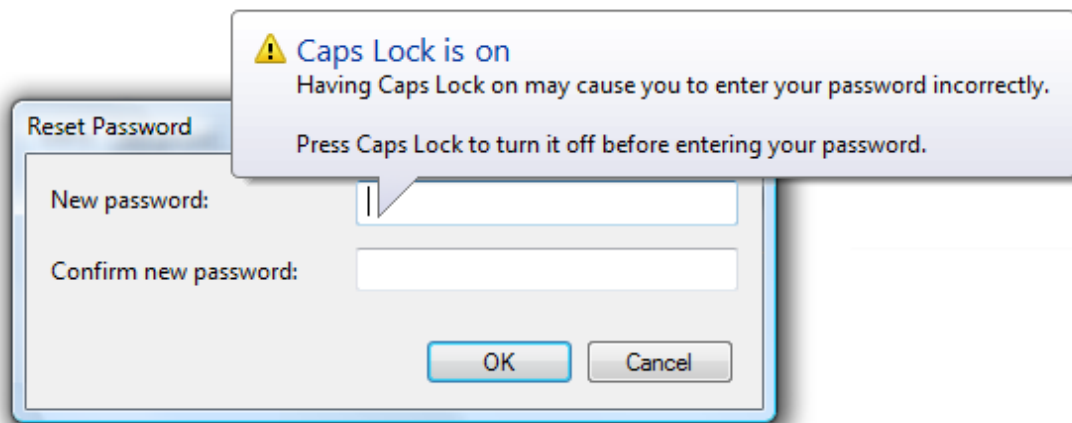 Caps Lock is on
Having Caps Lock on may cause you to enter your password incorrectly.
Press Caps Lock to turn it off before entering your password.
Reset Password
New password:
Confirm new password:
OK
Cancel